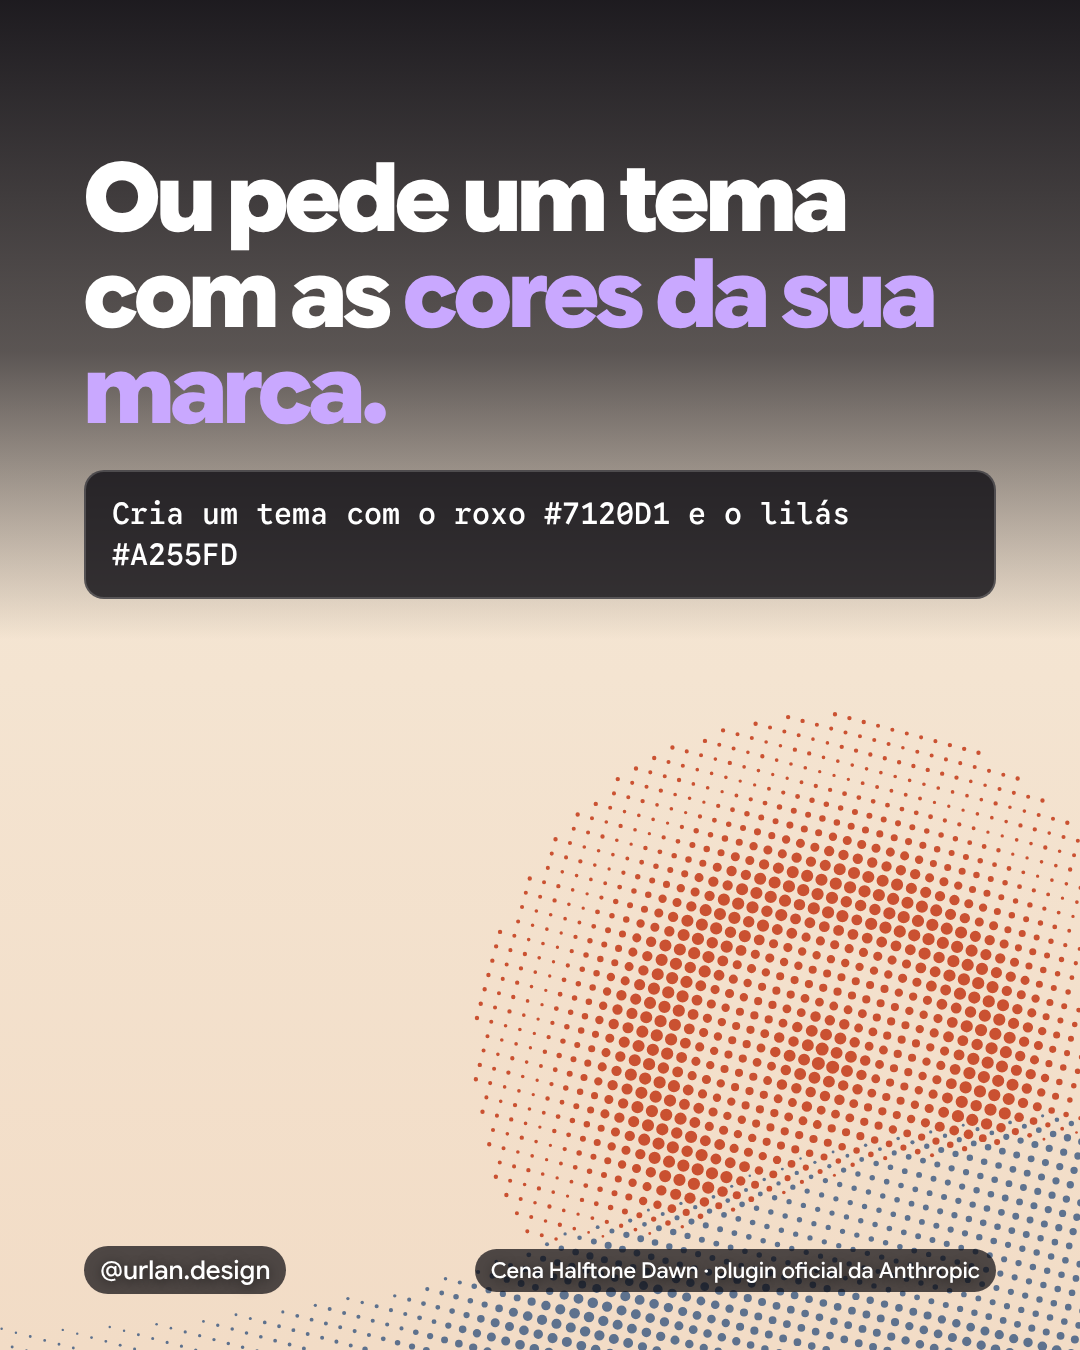 Ou pede um tema
com as cores da sua
marca.
Cria um tema com o roxo #7120D1 e o lilás
#A255FD
@urlan.design
Cena Halftone Dawn · plugin oficial da Anthropic